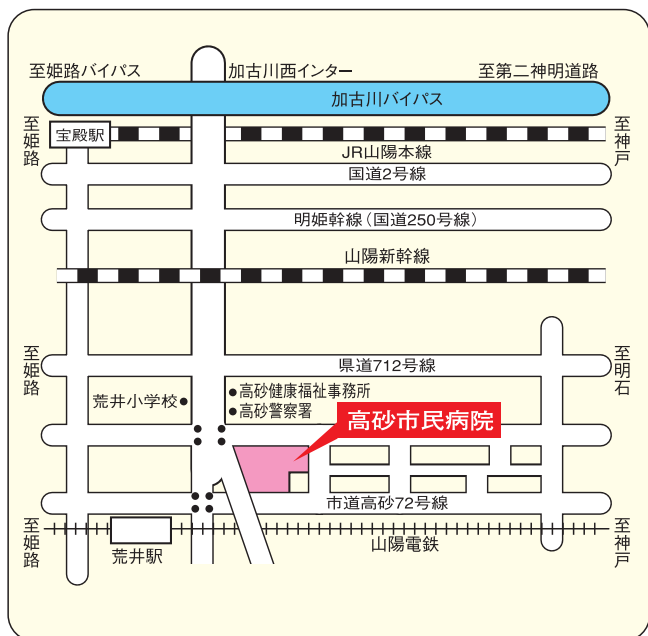 至姫路バイパス
加古川西インター
至第二神明道路
加古川バイパス
至姫路
宝殿駅
至神戸
JR山陽本線
国道2号線
明姫幹線（国道250号線）
山陽新幹線
至姫路
県道712号線
至明石
荒井小学校
高砂健康福祉事務所
高砂警察署
高砂市民病院
市道高砂72号線
至姫路
荒井駅
山陽電鉄
至神戸